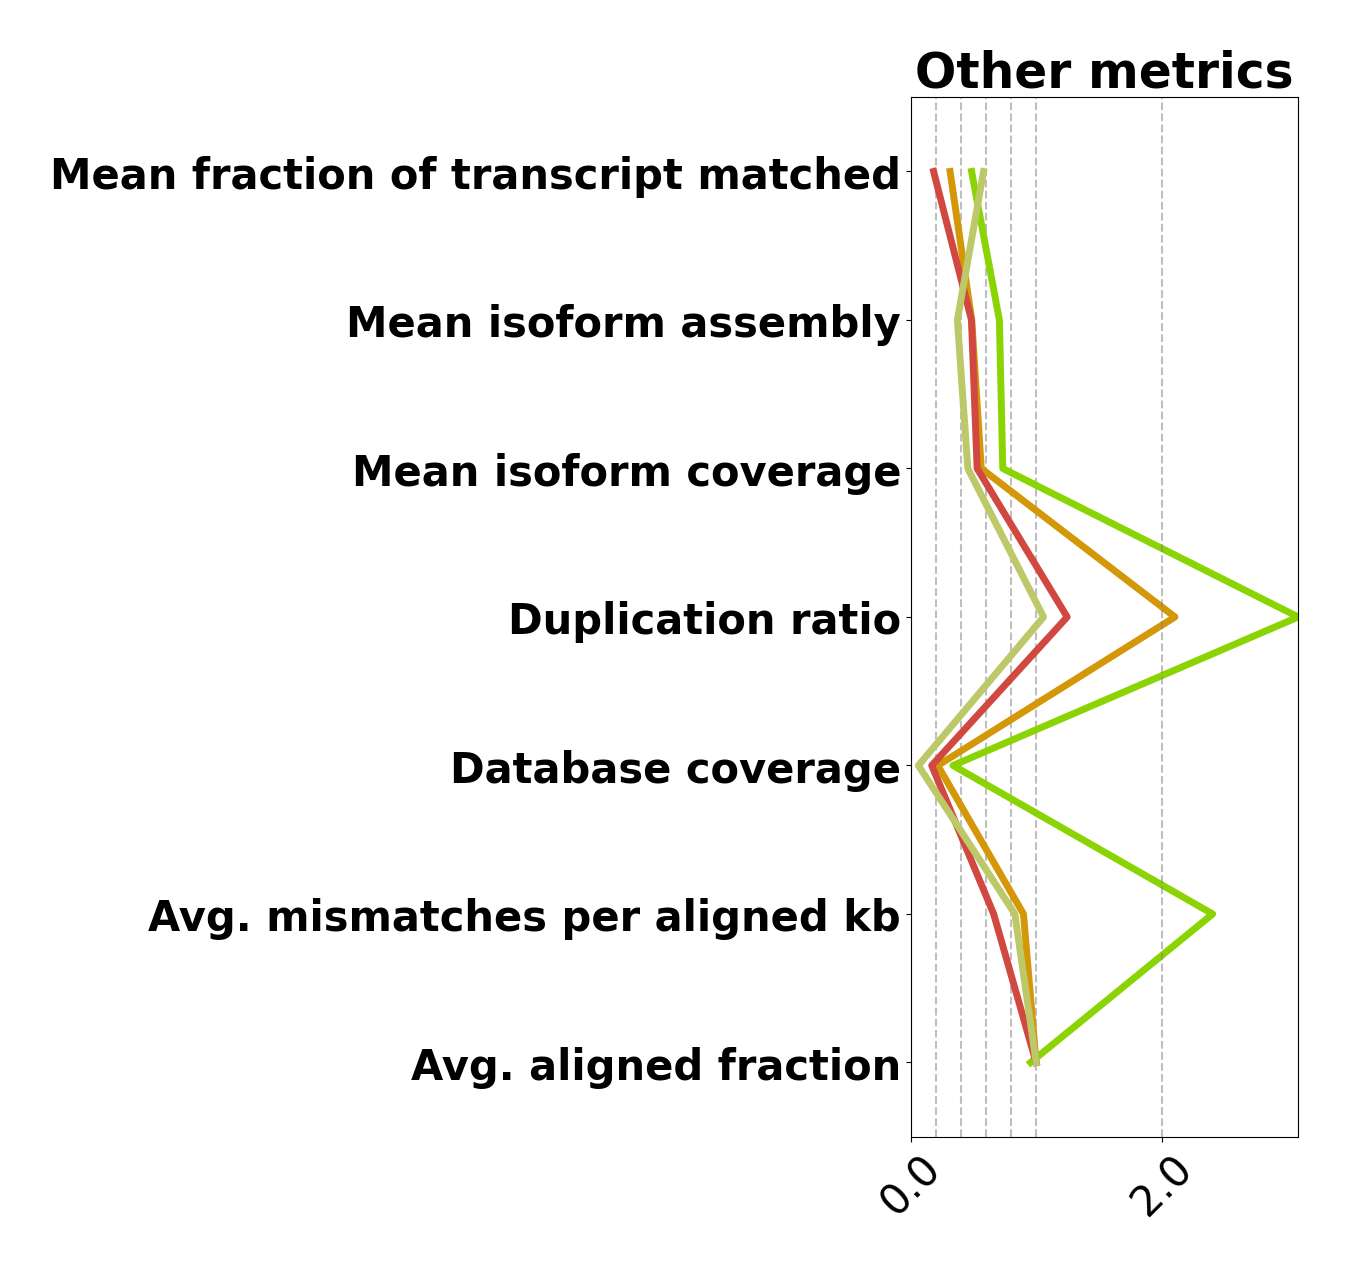 Other metrics
Mean fraction of transcript matched
Mean isoform assembly
Mean isoform coverage
Duplication ratio
Database coverage
Avg. mismatches per aligned kb
Avg. aligned fraction
0.0
2.0